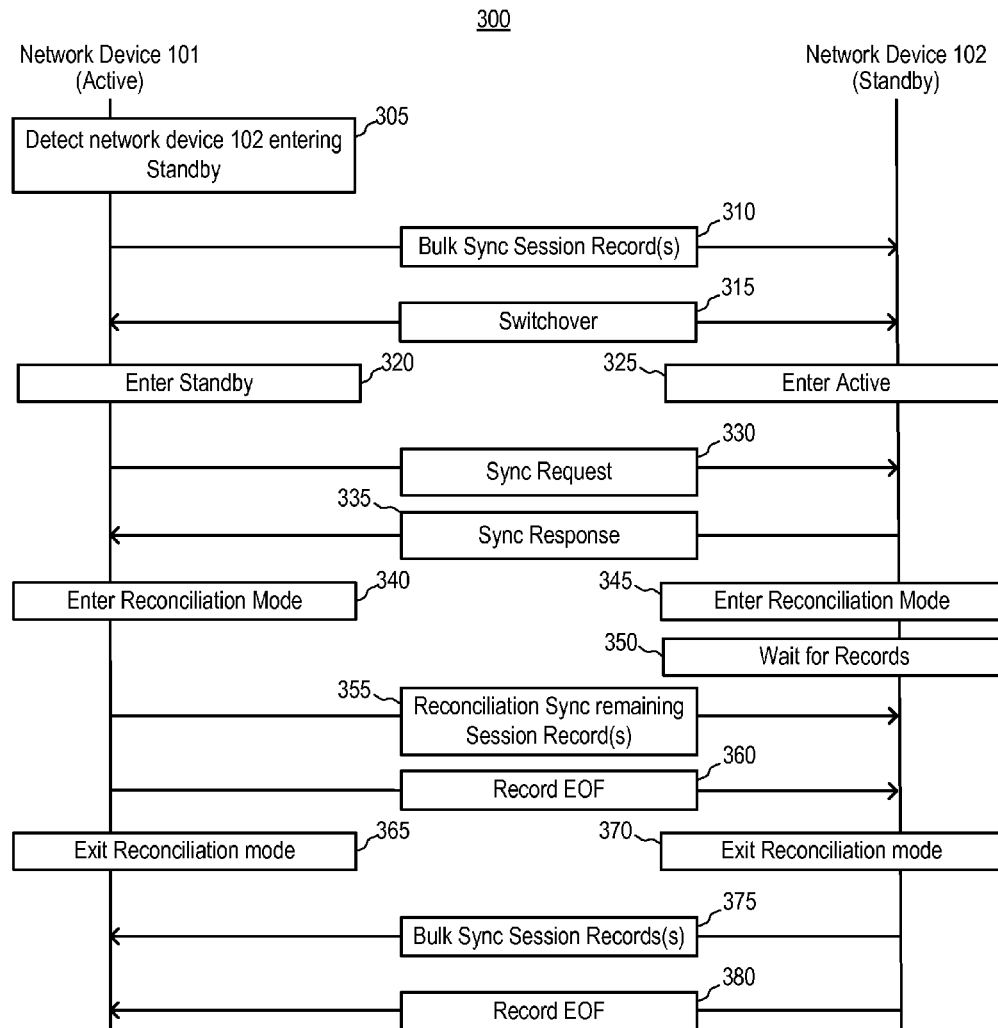 300
Network Device 101
(Active)
Network Device 102
(Standby)
305
Detect network device 102 entering
Standby
310
Bulk Sync Session Record(s)
315
Switchover
320
Enter Standby
325
Enter Active
330
Sync Request
335
Sync Response
340
Enter Reconciliation Mode
345
Enter Reconciliation Mode
350
Wait for Records
355
Reconciliation Sync remaining
Session Record(s)
360
Record EOF
365
Exit Reconciliation mode
370
Exit Reconciliation mode
375
Bulk Sync Session Records(s)
380
Record EOF